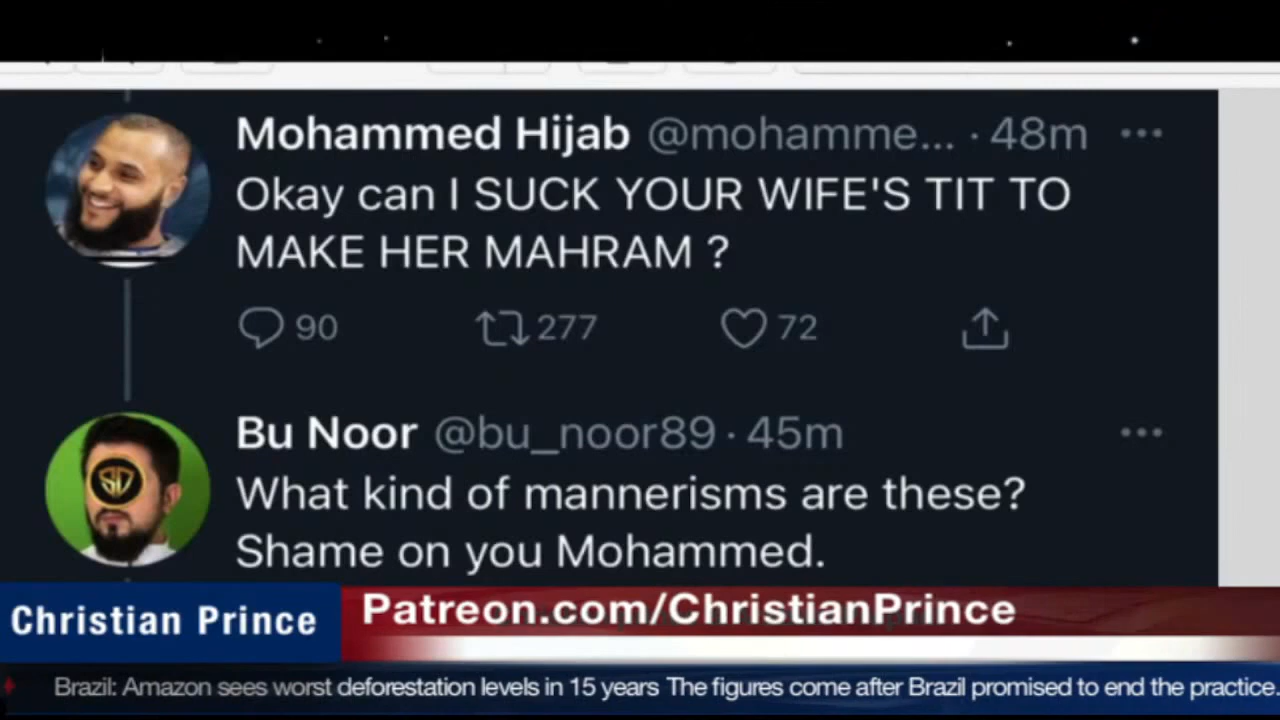 Mohammed Hijab @mohamme... · 48m
Okay can I SUCK YOUR WIFE'S TIT TO
MAKE HER MAHRAM ?
90 277 72
Bu Noor @bu_noor89 · 45m
What kind of mannerisms are these?
Shame on you Mohammed.
Christian Prince
Patreon.com/ChristianPrince
Brazil: Amazon sees worst deforestation levels in 15 years The figures come after Brazil promised to end the practice.